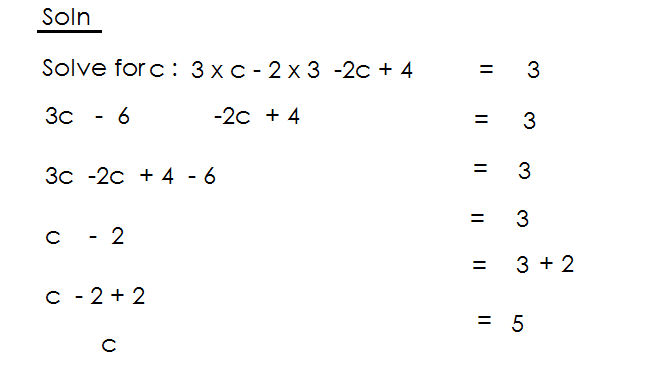 Soln
Solve for c : 3 x c - 2 x 3 -2c + 4 = 3
3c - 6 -2c + 4 = 3
3c -2c + 4 - 6 = 3
c - 2 = 3
c - 2 + 2 = 3 + 2
c = 5